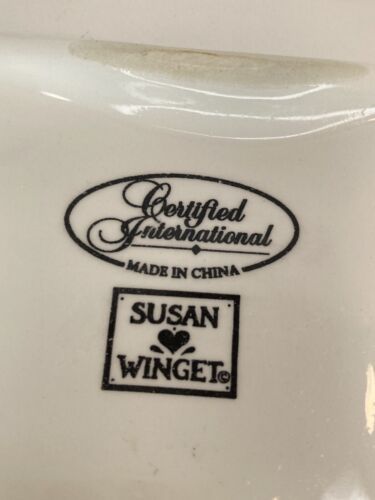 Certified
International
MADE IN CHINA
SUSAN
WINGET©